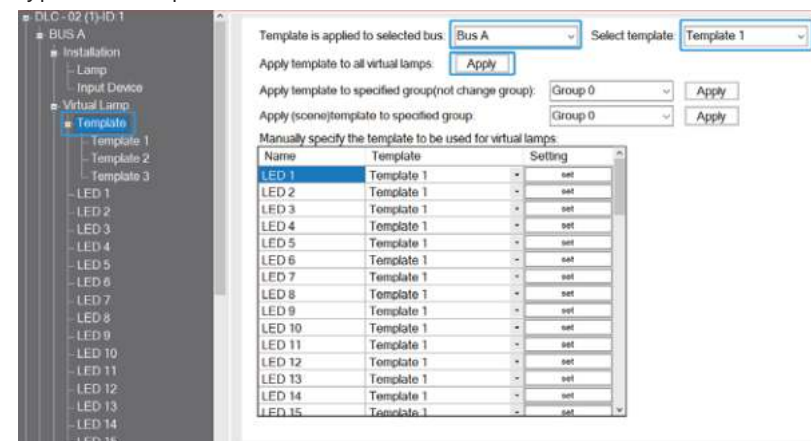 DLC - 02 (1)-ID 1
BUS A
Installation
Lamp
Input Device
Virtual Lamp
Template
Template 1
Template 2
Template 3
LED 1
LED 2
LED 3
LED 4
LED 5
LED 6
LED 7
LED 8
LED 9
LED 10
LED 11
LED 12
LED 13
LED 14
Template is applied to selected bus: Bus A Select template: Template 1
Apply template to all virtual lamps: Apply
Apply template to specified group(not change group): Group 0 Apply
Apply (scene)template to specified group: Group 0 Apply
Manually specify the template to be used for virtual lamps:
Name Template Setting
LED 1 Template 1 set
LED 2 Template 1 set
LED 3 Template 1 set
LED 4 Template 1 set
LED 5 Template 1 set
LED 6 Template 1 set
LED 7 Template 1 set
LED 8 Template 1 set
LED 9 Template 1 set
LED 10 Template 1 set
LED 11 Template 1 set
LED 12 Template 1 set
LED 13 Template 1 set
LED 14 Template 1 set
LED 15 Template 1 set